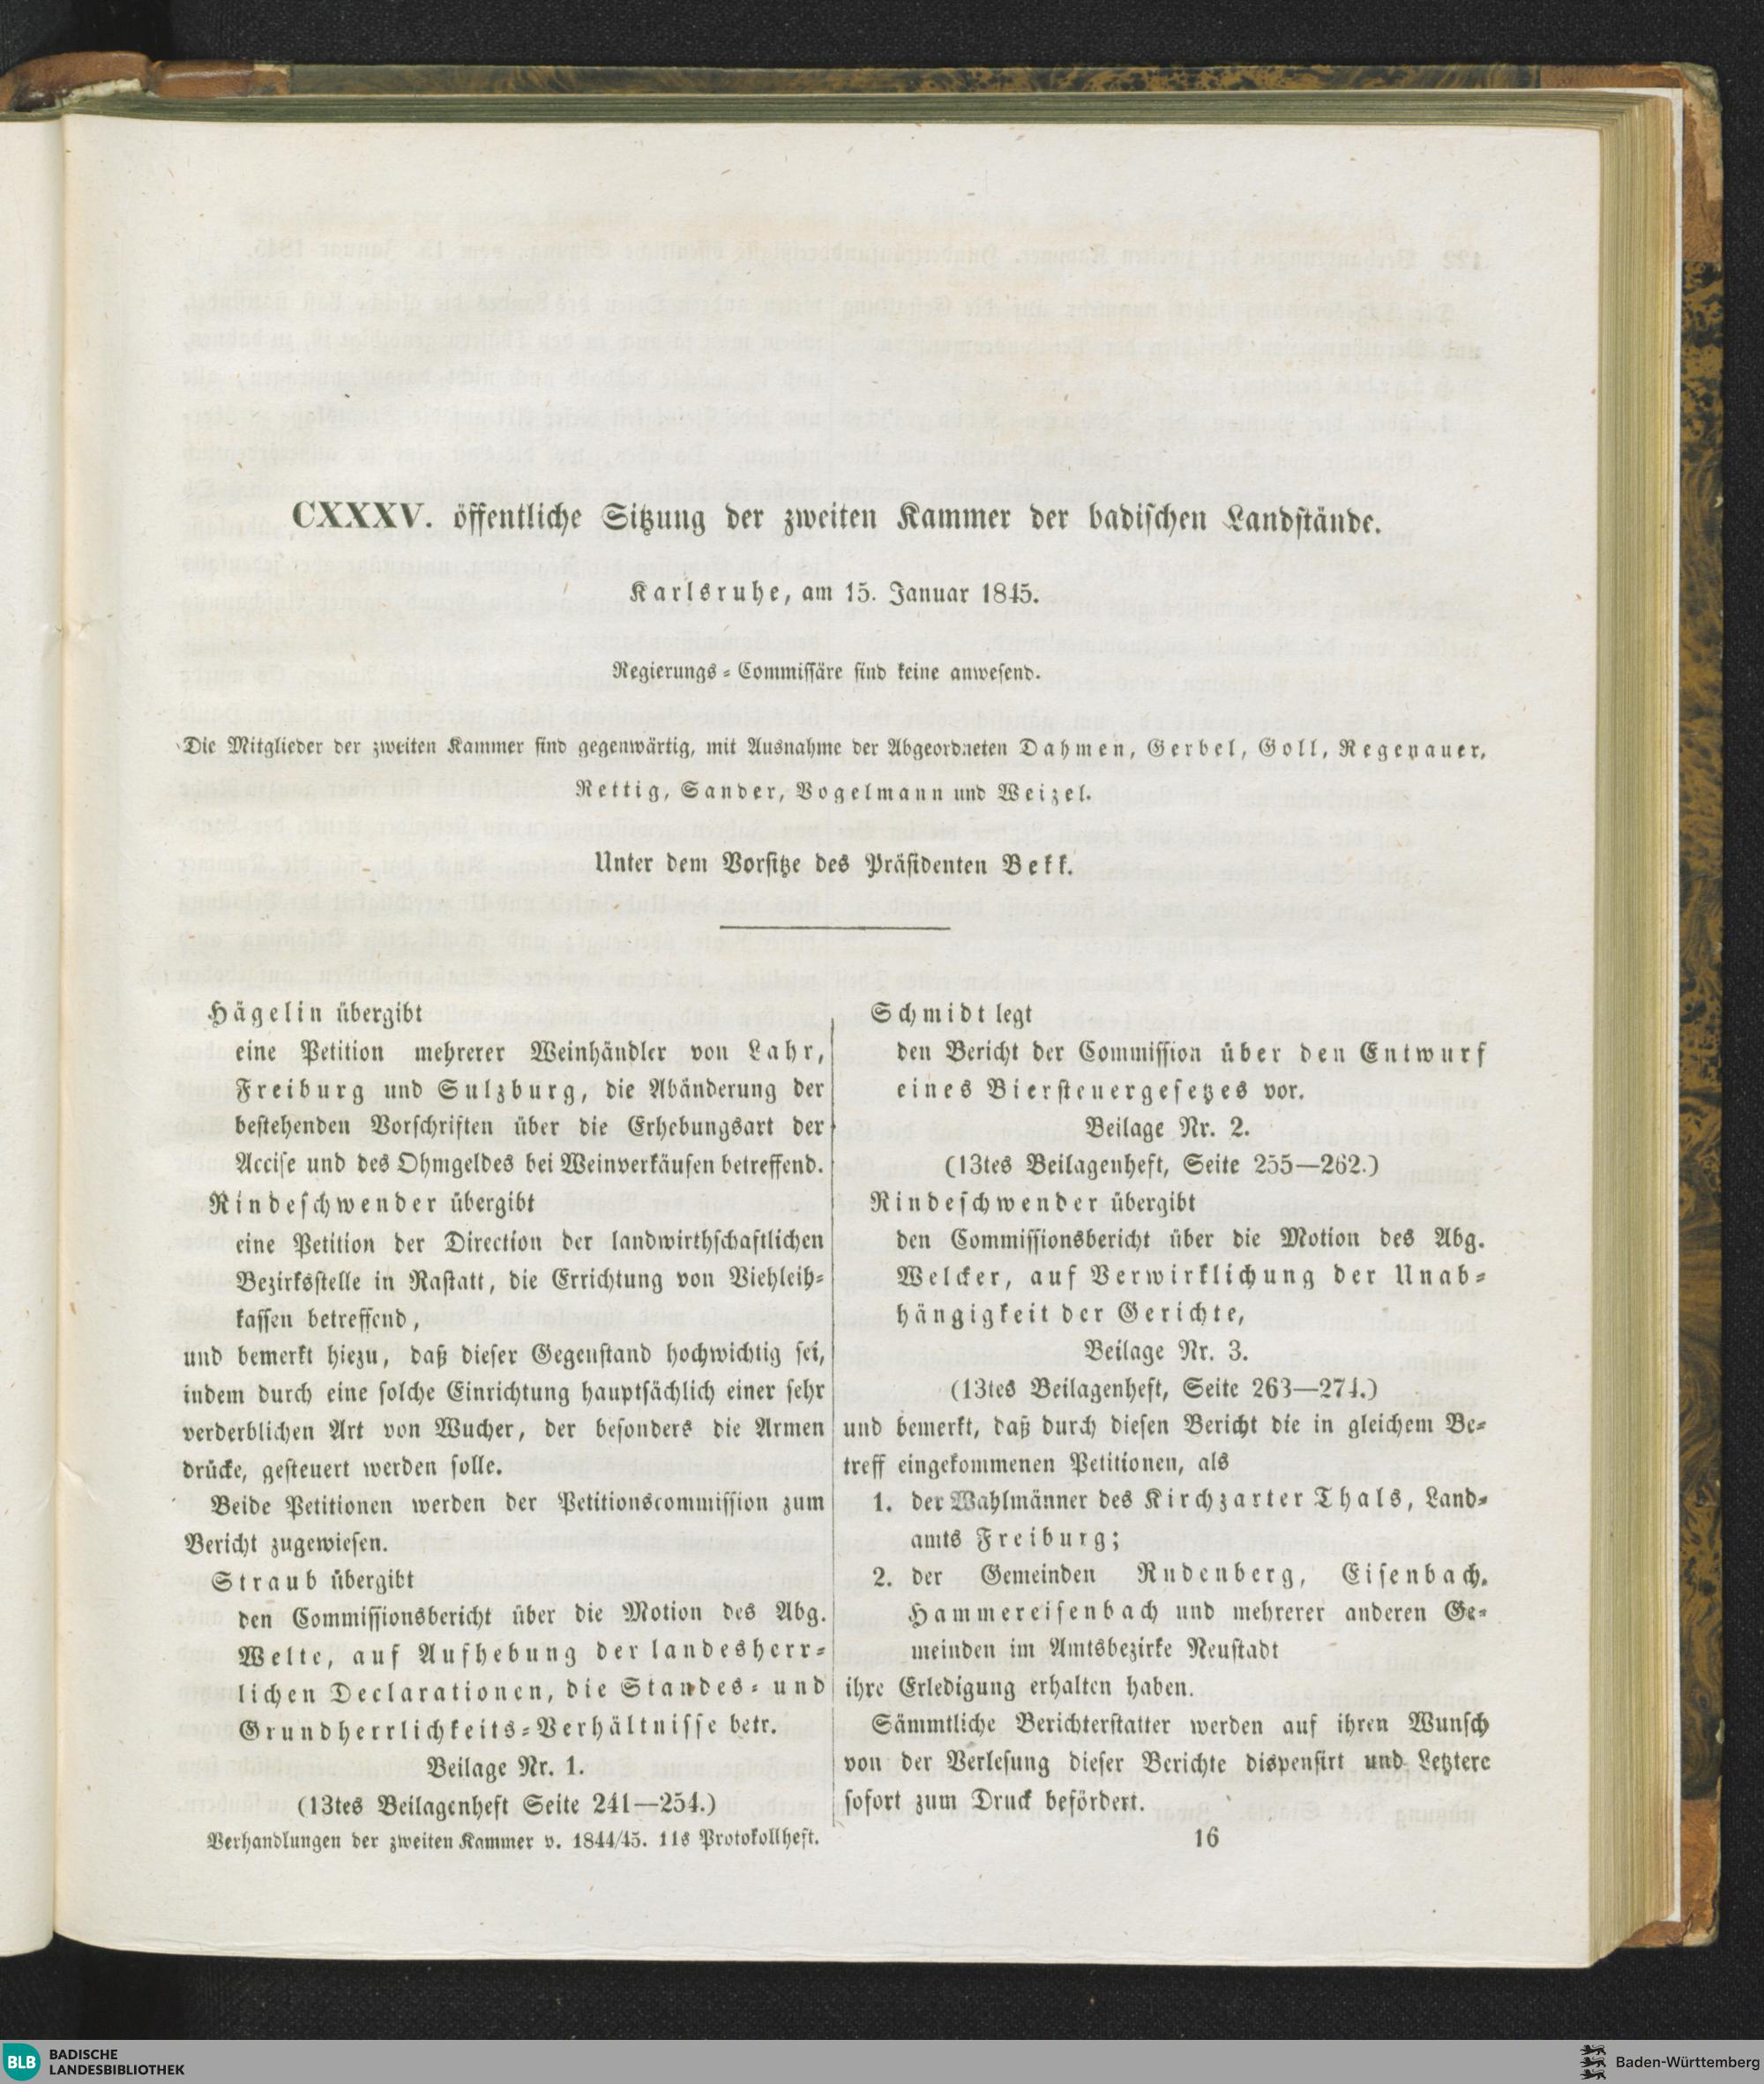 CXXXV. öffentliche Sitzung der zweiten Kammer der badischen Landstände.
Karlsruhe, am 15. Januar 1845.
Regierungs-Commissäre sind keine anwesend.
Die Mitglieder der zweiten Kammer sind gegenwärtig, mit Ausnahme der Abgeordneten Dahmen, Gerbel, Goll, Regenauer,
Rettig, Sander, Vogelmann und Weizel.
Unter dem Vorsitze des Präsidenten Bekk.
Hägelin übergibt
eine Petition mehrerer Weinhändler von Lahr,
Freiburg und Sulzburg, die Abänderung der
bestehenden Vorschriften über die Erhebungsart der
Accise und des Ohmgeldes bei Weinverkäufen betreffend.
Rindeschwender übergibt
eine Petition der Direction der landwirthschaftlichen
Bezirksstelle in Rastatt, die Errichtung von Viehleih-
kassen betreffend,
und bemerkt hiezu, daß dieser Gegenstand hochwichtig sei,
indem durch eine solche Einrichtung hauptsächlich einer sehr
verderblichen Art von Wucher, der besonders die Armen
drücke, gesteuert werden solle.
Beide Petitionen werden der Petitionscommission zum
Bericht zugewiesen.
Straub übergibt
den Commissionsbericht über die Motion des Abg.
Welte, auf Aufhebung der landesherr-
lichen Declarationen, die Standes- und
Grundherrlichkeits-Verhältnisse betr.
Beilage Nr. 1.
(13tes Beilagenheft Seite 241—254.)
Verhandlungen der zweiten Kammer v. 1844/45. 11s Protokollheft.
Schmidt legt
den Bericht der Commission über den Entwurf
eines Biersteuergesetzes vor.
Beilage Nr. 2.
(13tes Beilagenheft, Seite 255—262.)
Rindeschwender übergibt
den Commissionsbericht über die Motion des Abg.
Welcker, auf Verwirklichung der Unab-
hängigkeit der Gerichte,
Beilage Nr. 3.
(13tes Beilagenheft, Seite 263—274.)
und bemerkt, daß durch diesen Bericht die in gleichem Be-
treff eingekommenen Petitionen, als
1. der Wahlmänner des Kirchzarter Thals, Land-
amts Freiburg;
2. der Gemeinden Rudenberg, Eisenbach,
Hammereisenbach und mehrerer anderen Ge-
meinden im Amtsbezirke Neustadt
ihre Erledigung erhalten haben.
Sämmtliche Berichterstatter werden auf ihren Wunsch
von der Verlesung dieser Berichte dispensirt und Letztere
sofort zum Druck befördert.
16
BLB BADISCHE
LANDESBIBLIOTHEK
Baden-Württemberg